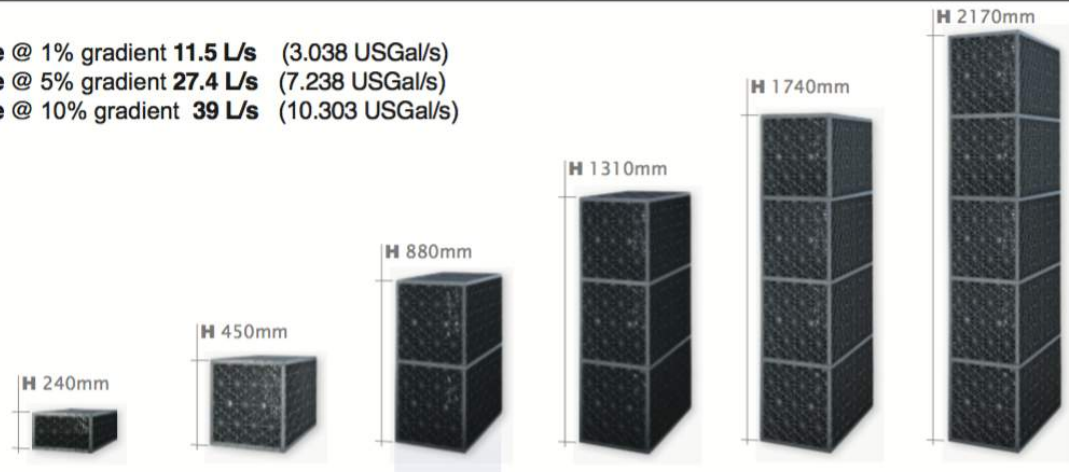 e @ 1% gradient 11.5 L/s (3.038 USGal/s)
e @ 5% gradient 27.4 L/s (7.238 USGal/s)
e @ 10% gradient 39 L/s (10.303 USGal/s)
H 240mm
H 450mm
H 880mm
H 1310mm
H 1740mm
H 2170mm